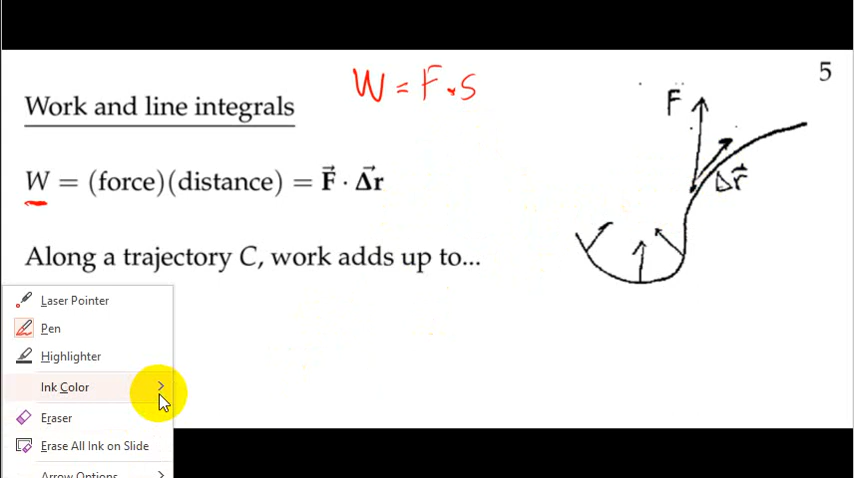 5
W = F · S
Work and line integrals
W = (force)(distance) = F⃗ · Δ⃗r
Along a trajectory C, work adds up to...
F
Δr⃗
Laser Pointer
Pen
Highlighter
Ink Color
Eraser
Erase All Ink on Slide
Arrow Options